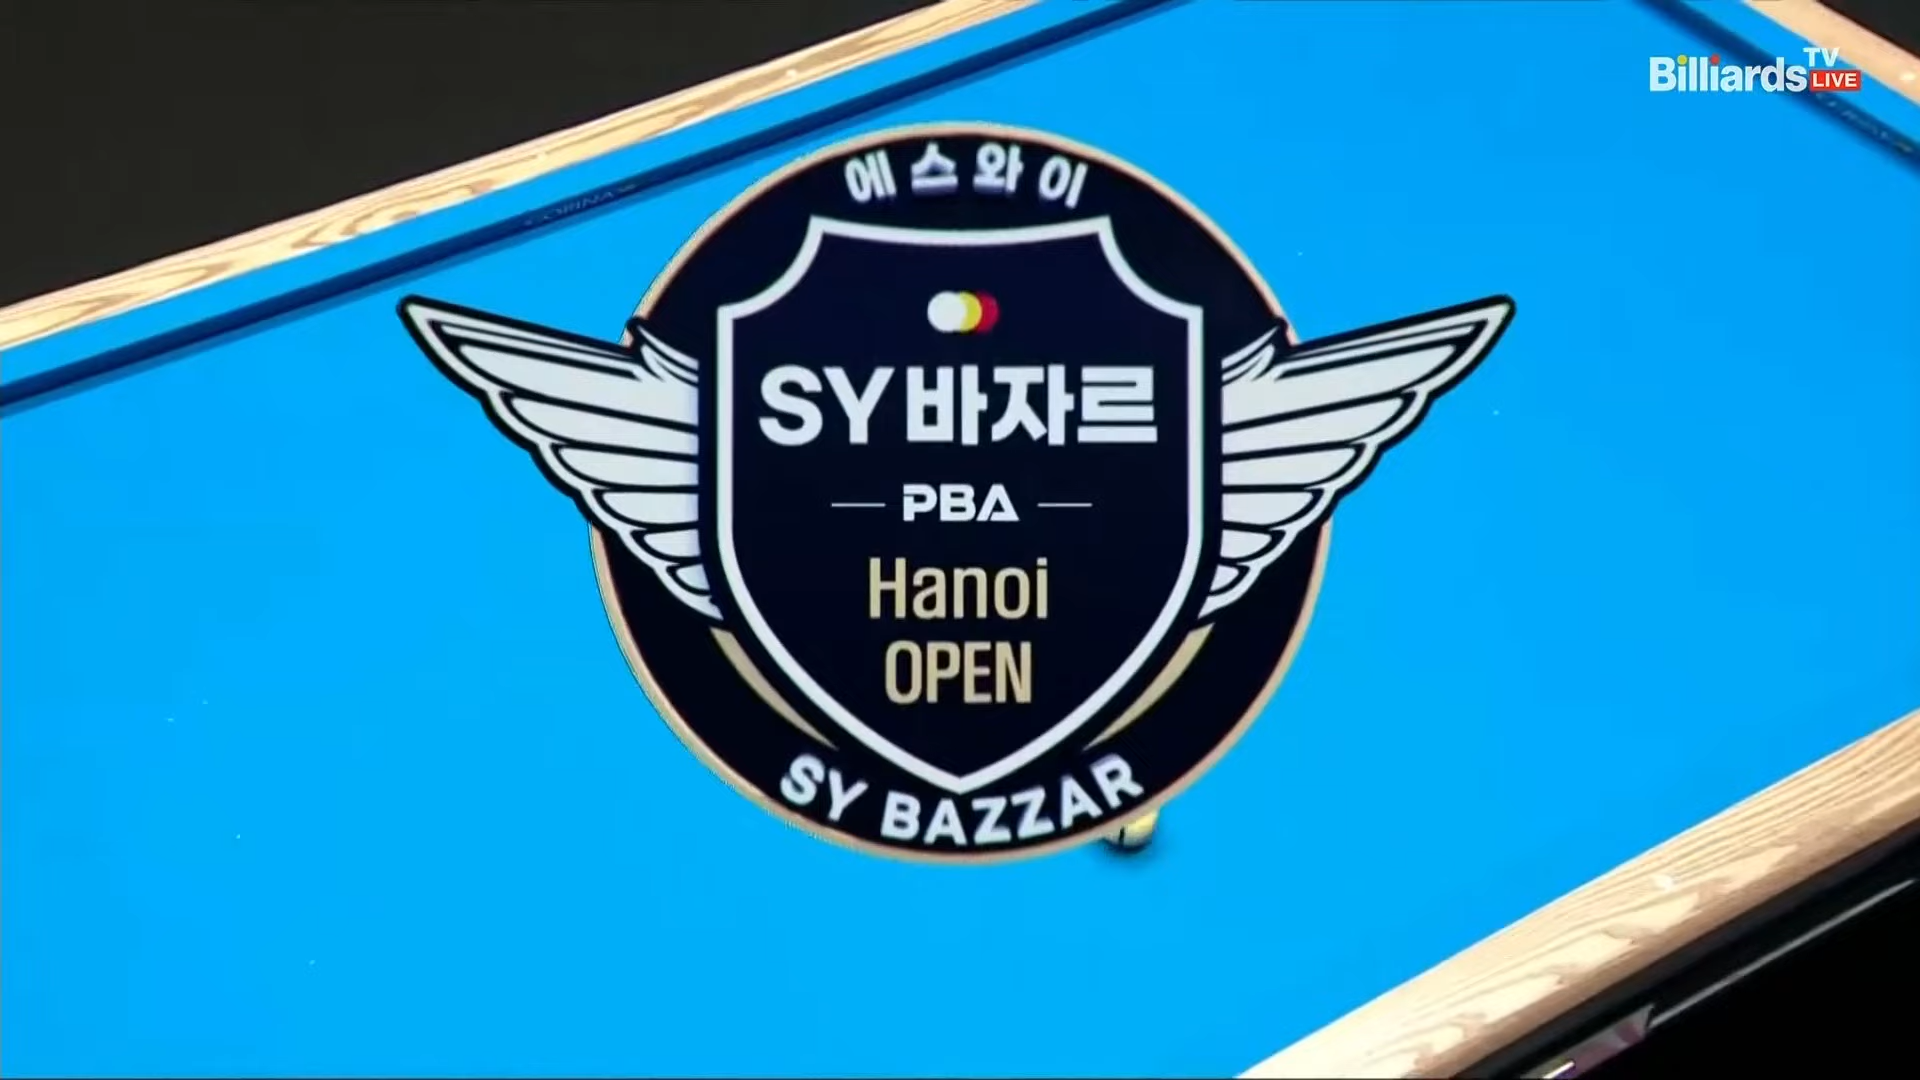 TV
Billiards LIVE
에스와이
SY바자르
PBA
Hanoi
OPEN
SY BAZZAR